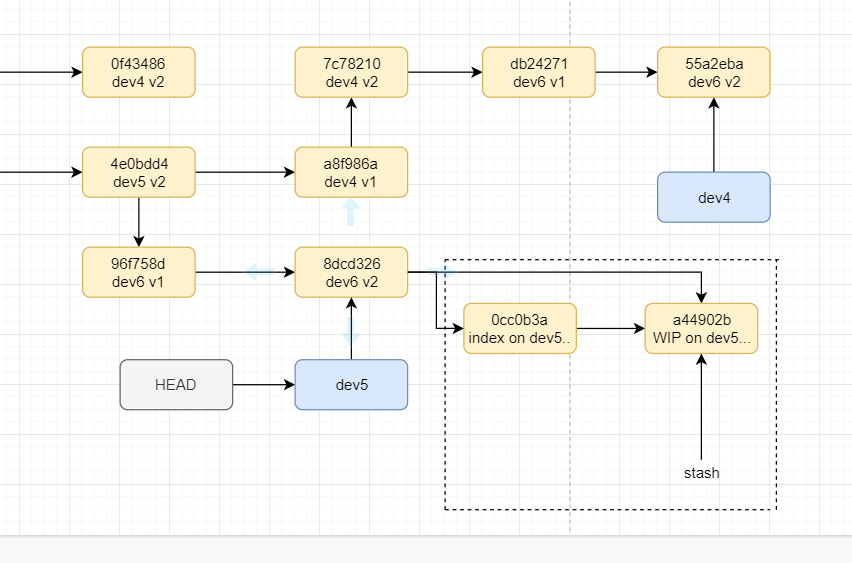 0f43486
dev4 v2
7c78210
dev4 v2
db24271
dev6 v1
55a2eba
dev6 v2
4e0bdd4
dev5 v2
a8f986a
dev4 v1
dev4
96f758d
dev6 v1
8dcd326
dev6 v2
0cc0b3a
index on dev5..
a44902b
WIP on dev5...
HEAD
dev5
stash